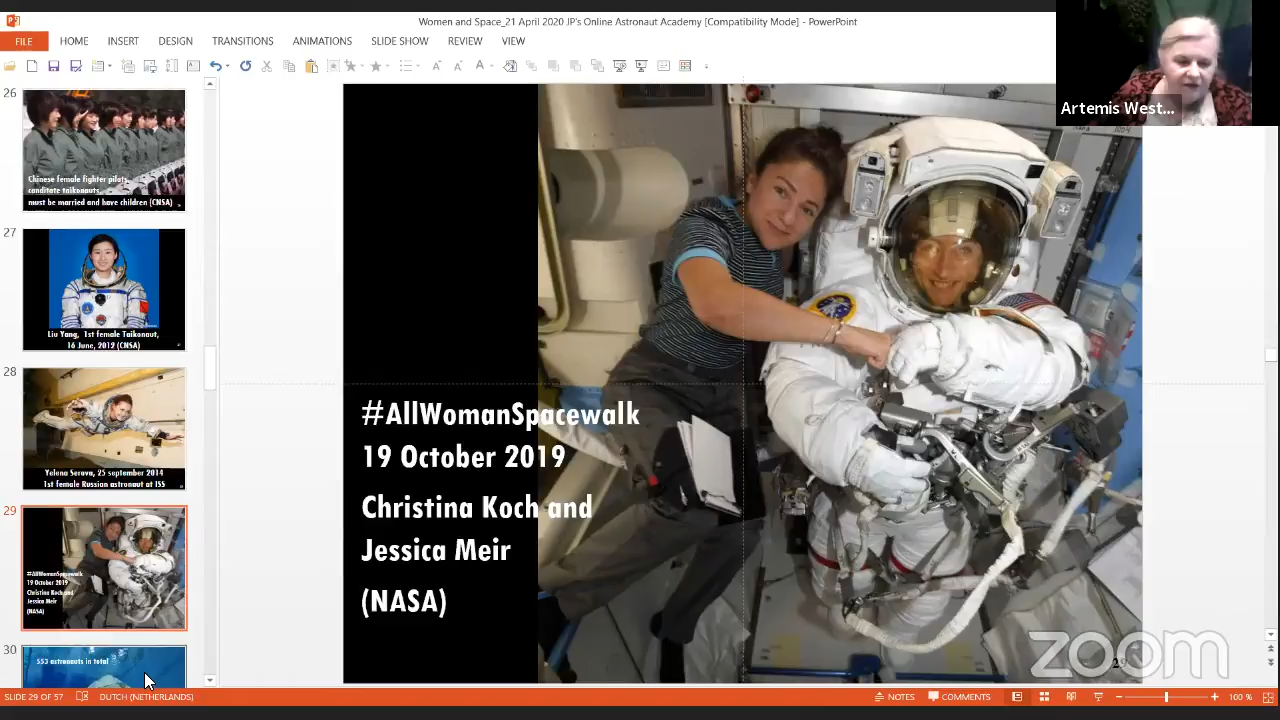 Women and Space_21 April 2020 JP's Online Astronaut Academy [Compatibility Mode] - PowerPoint
FILE HOME INSERT DESIGN TRANSITIONS ANIMATIONS SLIDE SHOW REVIEW VIEW
Artemis West...
26
Chinese female fighter pilots,
canditate taikonauts,
must be married and have children (CNSA)
27
Liu Yang, 1st female Taikonaut,
16 June, 2012 (CNSA)
28
Yelena Serova, 25 september 2014
1st female Russian astronaut at ISS
29
#AllWomanSpacewalk
19 October 2019
Christina Koch and
Jessica Meir
(NASA)
30
553 astronauts in total
#AllWomanSpacewalk
19 October 2019
Christina Koch and
Jessica Meir
(NASA)
29
zoom
SLIDE 29 OF 57 DUTCH (NETHERLANDS) NOTES COMMENTS 100 %